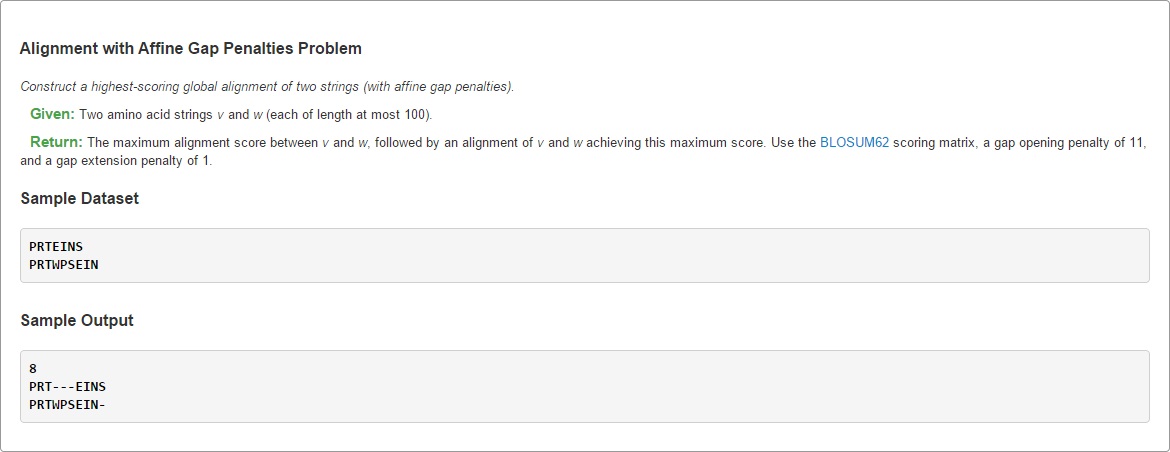 Alignment with Affine Gap Penalties Problem
Construct a highest-scoring global alignment of two strings (with affine gap penalties).
Given: Two amino acid strings v and w (each of length at most 100).
Return: The maximum alignment score between v and w, followed by an alignment of v and w achieving this maximum score. Use the BLOSUM62 scoring matrix, a gap opening penalty of 11,
and a gap extension penalty of 1.
Sample Dataset
PRTEINS
PRTWPSEIN
Sample Output
8
PRT---EINS
PRTWPSEIN-